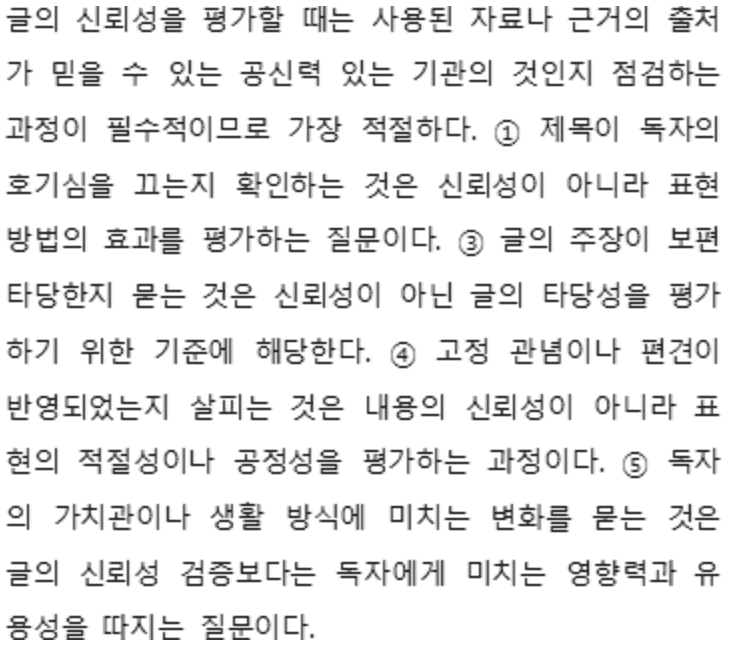 글의 신뢰성을 평가할 때는 사용된 자료나 근거의 출처
가 믿을 수 있는 공신력 있는 기관의 것인지 점검하는
과정이 필수적이므로 가장 적절하다. ① 제목이 독자의
호기심을 끄는지 확인하는 것은 신뢰성이 아니라 표현
방법의 효과를 평가하는 질문이다. ③ 글의 주장이 보편
타당한지 묻는 것은 신뢰성이 아닌 글의 타당성을 평가
하기 위한 기준에 해당한다. ④ 고정 관념이나 편견이
반영되었는지 살피는 것은 내용의 신뢰성이 아니라 표
현의 적절성이나 공정성을 평가하는 과정이다. ⑤ 독자
의 가치관이나 생활 방식에 미치는 변화를 묻는 것은
글의 신뢰성 검증보다는 독자에게 미치는 영향력과 유
용성을 따지는 질문이다.